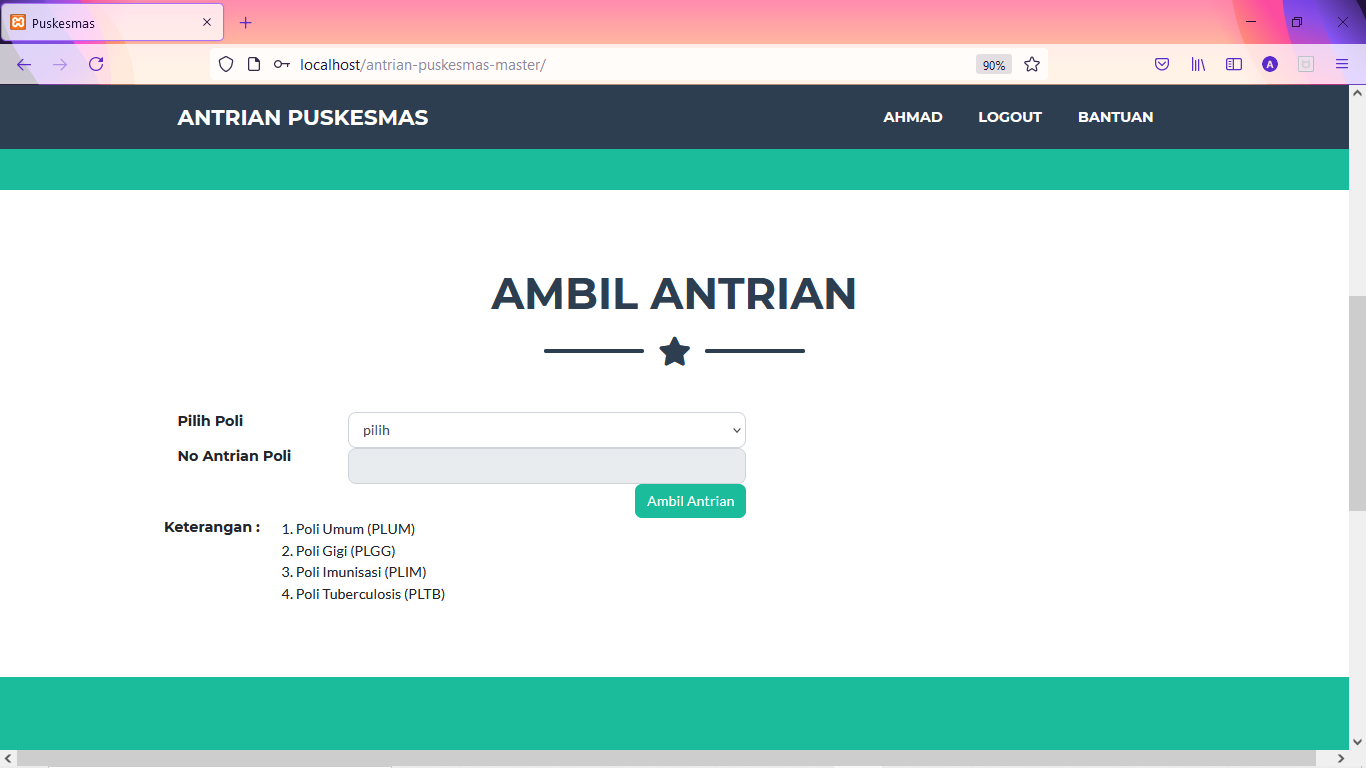 Puskesmas
localhost/antrian-puskesmas-master/
90%
A
ANTRIAN PUSKESMAS
AHMAD
LOGOUT
BANTUAN
AMBIL ANTRIAN
Pilih Poli
pilih
No Antrian Poli
Ambil Antrian
Keterangan :
1. Poli Umum (PLUM)
2. Poli Gigi (PLGG)
3. Poli Imunisasi (PLIM)
4. Poli Tuberculosis (PLTB)